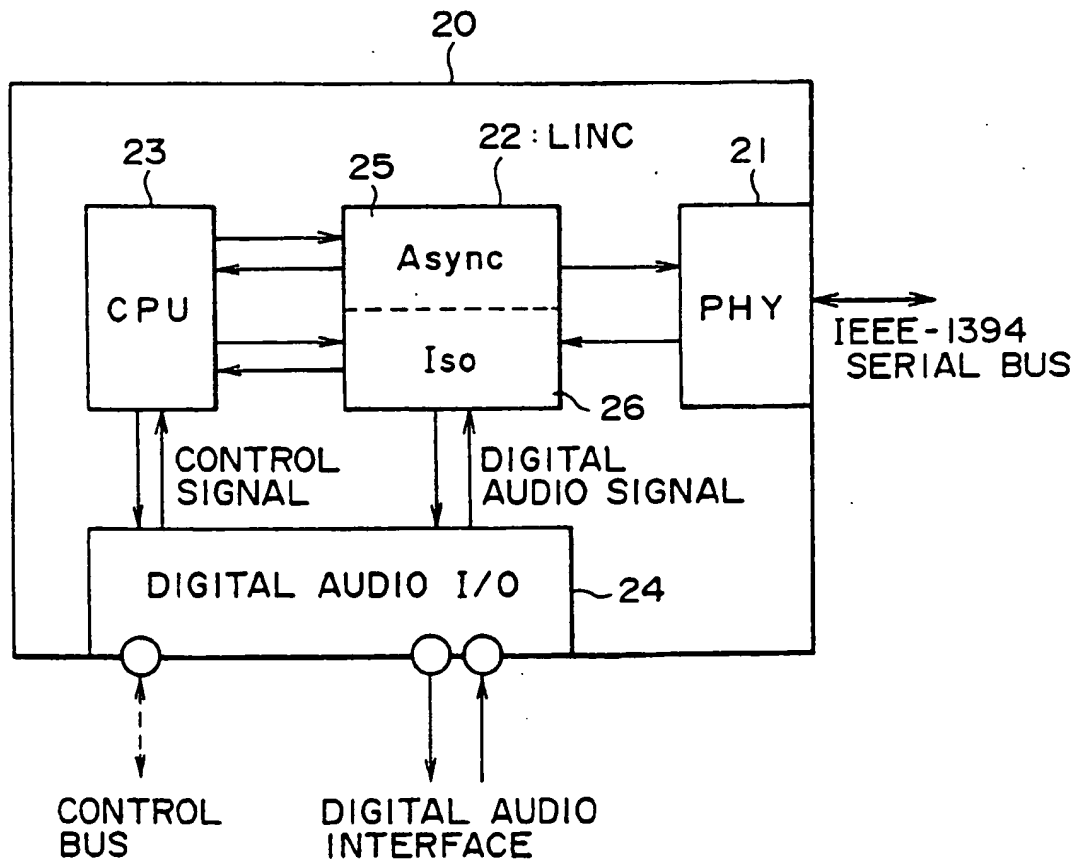 20
23
25
22:LINC
21
Async
CPU
PHY
Iso
IEEE-1394
SERIAL BUS
26
CONTROL
SIGNAL
DIGITAL
AUDIO SIGNAL
DIGITAL AUDIO I/O
24
CONTROL
BUS
DIGITAL AUDIO
INTERFACE